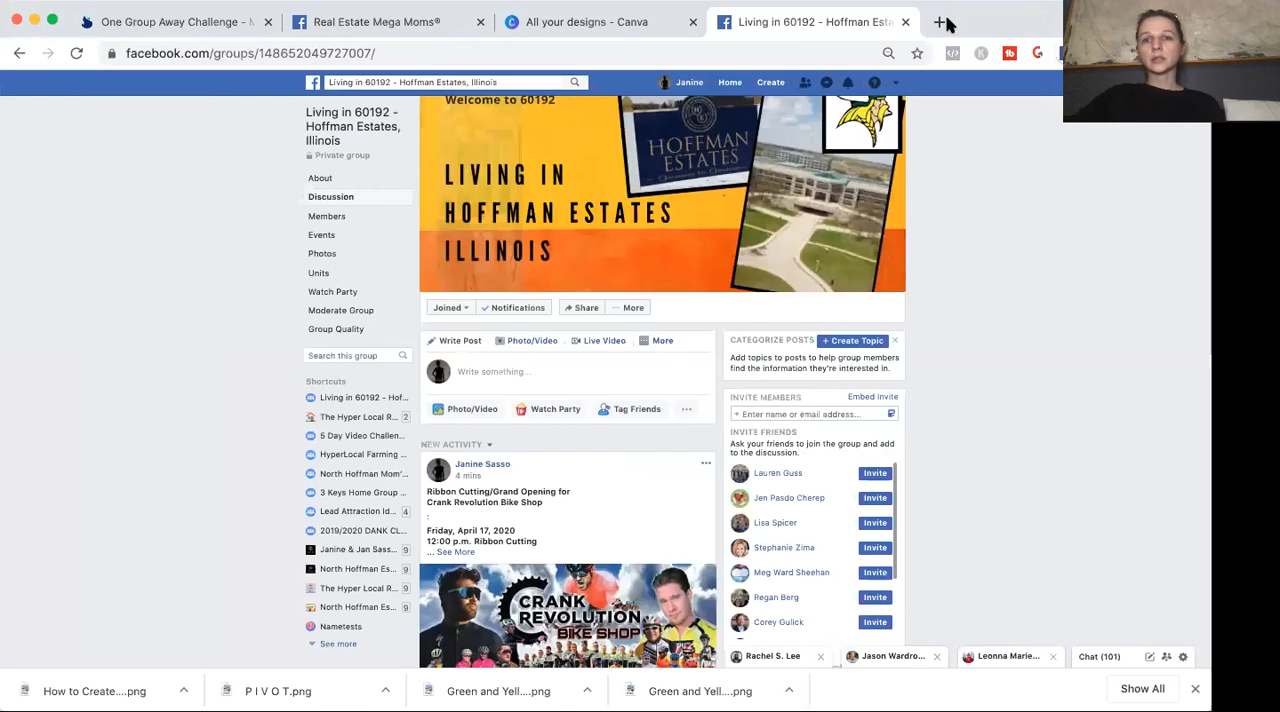 One Group Away Challenge - M
Real Estate Mega Moms®
All your designs - Canva
Living in 60192 - Hoffman Esta
facebook.com/groups/148652049727007/
Living in 60192 - Hoffman Estates, Illinois
Janine
Home
Create
Living in 60192 -
Hoffman Estates,
Illinois
Private group
About
Discussion
Members
Events
Photos
Units
Watch Party
Moderate Group
Group Quality
Search this group
Shortcuts
Living in 60192 - Hof...
The Hyper Local R... 2
5 Day Video Challen...
HyperLocal Farming ...
North Hoffman Mom'...
3 Keys Home Group ...
Lead Attraction Id... 4
2019/2020 DANK CL...
Janine & Jan Sass... 9
North Hoffman Es... 9
The Hyper Local R... 9
North Hoffman Es... 9
Nametests
See more
Welcome to 60192
LIVING IN
HOFFMAN ESTATES
ILLINOIS
HOFFMAN
ESTATES
Joined
Notifications
Share
More
Write Post
Photo/Video
Live Video
More
Write something...
Photo/Video
Watch Party
Tag Friends
NEW ACTIVITY
Janine Sasso
4 mins
Ribbon Cutting/Grand Opening for
Crank Revolution Bike Shop
:
Friday, April 17, 2020
12:00 p.m. Ribbon Cutting
... See More
CRANK
REVOLUTION
BIKE SHOP
CATEGORIZE POSTS
+ Create Topic
Add topics to posts to help group members
find the information they're interested in.
INVITE MEMBERS
Embed Invite
+ Enter name or email address...
INVITE FRIENDS
Ask your friends to join the group and add
to the discussion.
Lauren Guss Invite
Jen Pasdo Cherep Invite
Lisa Spicer Invite
Stephanie Zima Invite
Meg Ward Sheehan Invite
Regan Berg Invite
Corey Gulick Invite
Rachel S. Lee
Jason Wardro...
Leonna Marie...
Chat (101)
How to Create....png
P I V O T.png
Green and Yell....png
Green and Yell....png
Show All